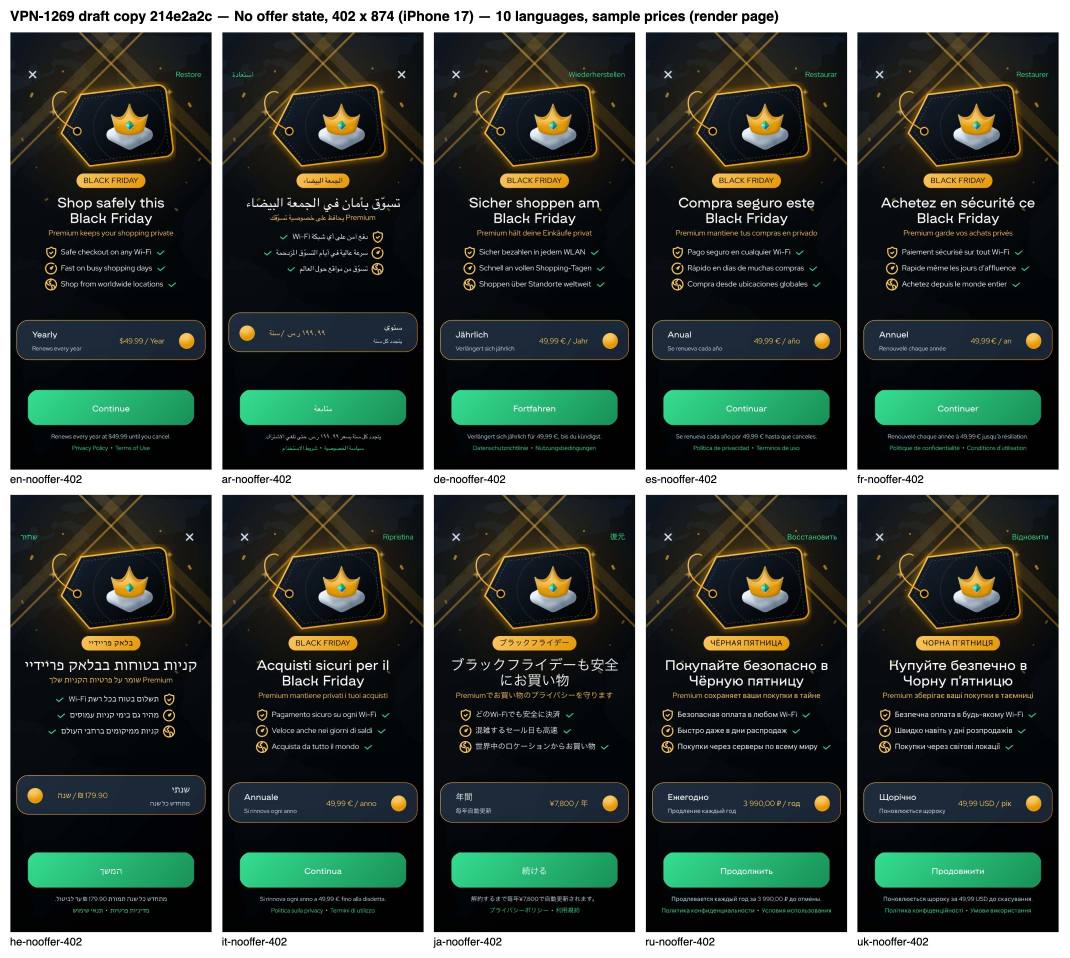 VPN-1269 draft copy 214e2a2c — No offer state, 402 x 874 (iPhone 17) — 10 languages, sample prices (render page)
Restore
BLACK FRIDAY
Shop safely this
Black Friday
Premium keeps your shopping private
Safe checkout on any Wi-Fi
Fast on busy shopping days
Shop from worldwide locations
Yearly
$49.99 / Year
Renews every year
Continue
Renews every year at $49.99 until you cancel.
Privacy Policy • Terms of Use
en-nooffer-402
استعادة
الجمعة البيضاء
تسوّق بأمان في الجمعة البيضاء
Premium يحافظ على خصوصية تسوّقك
دفع آمن على أي شبكة Wi-Fi
سرعة عالية في أيام التسوّق المزدحمة
تسوّق من مواقع حول العالم
سنوي
١٩٩.٩٩ ر.س / سنة
يتجدد كل سنة
متابعة
يتجدد كل سنة بسعر ١٩٩.٩٩ ر.س. حتى تلغي الاشتراك.
سياسة الخصوصية • شروط الاستخدام
ar-nooffer-402
Wiederherstellen
BLACK FRIDAY
Sicher shoppen am
Black Friday
Premium hält deine Einkäufe privat
Sicher bezahlen in jedem WLAN
Schnell an vollen Shopping-Tagen
Shoppen über Standorte weltweit
Jährlich
49,99 € / Jahr
Verlängert sich jährlich
Fortfahren
Verlängert sich jährlich für 49,99 €, bis du kündigst.
Datenschutzrichtlinie • Nutzungsbedingungen
de-nooffer-402
Restaurar
BLACK FRIDAY
Compra seguro este
Black Friday
Premium mantiene tus compras en privado
Pago seguro en cualquier Wi-Fi
Rápido en días de muchas compras
Compra desde ubicaciones globales
Anual
49,99 € / año
Se renueva cada año
Continuar
Se renueva cada año por 49,99 € hasta que canceles.
Política de privacidad • Términos de uso
es-nooffer-402
Restaurer
BLACK FRIDAY
Achetez en sécurité ce
Black Friday
Premium garde vos achats privés
Paiement sécurisé sur tout Wi-Fi
Rapide même les jours d'affluence
Achetez depuis le monde entier
Annuel
49,99 € / an
Renouvelé chaque année
Continuer
Renouvelé chaque année à 49,99 € jusqu'à résiliation.
Politique de confidentialité • Conditions d'utilisation
fr-nooffer-402
שחזור
בלאק פריידיי
קניות בטוחות בבלאק פריידיי
Premium שומר על פרטיות הקניות שלך
תשלום בטוח בכל רשת Wi-Fi
מהיר גם בימי קניות עמוסים
קניות ממיקומים ברחבי העולם
שנתי
179.90 ₪ / שנה
מתחדש כל שנה
המשך
מתחדש כל שנה תמורת 179.90 ₪ עד לביטול.
מדיניות פרטיות • תנאי שימוש
he-nooffer-402
Ripristina
BLACK FRIDAY
Acquisti sicuri per il
Black Friday
Premium mantiene privati i tuoi acquisti
Pagamento sicuro su ogni Wi-Fi
Veloce anche nei giorni di saldi
Acquista da tutto il mondo
Annuale
49,99 € / anno
Si rinnova ogni anno
Continua
Si rinnova ogni anno a 49,99 € fino alla disdetta.
Politica sulla privacy • Termini di utilizzo
it-nooffer-402
復元
ブラックフライデー
ブラックフライデーも安全
にお買い物
Premiumでお買い物のプライバシーを守ります
どのWi-Fiでも安全に決済
混雑するセール日も高速
世界中のロケーションからお買い物
年間
¥7,800 / 年
毎年自動更新
続ける
解約するまで毎年¥7,800で自動更新されます。
プライバシーポリシー • 利用規約
ja-nooffer-402
Восстановить
ЧЁРНАЯ ПЯТНИЦА
Покупайте безопасно в
Чёрную пятницу
Premium сохраняет ваши покупки в тайне
Безопасная оплата в любом Wi-Fi
Быстро даже в дни распродаж
Покупки через серверы по всему миру
Ежегодно
3 990,00 ₽ / год
Продление каждый год
Продолжить
Продлевается каждый год за 3 990,00 ₽ до отмены.
Политика конфиденциальности • Условия использования
ru-nooffer-402
Відновити
ЧОРНА П'ЯТНИЦЯ
Купуйте безпечно в
Чорну п'ятницю
Premium зберігає ваші покупки в таємниці
Безпечна оплата в будь-якому Wi-Fi
Швидко навіть у дні розпродажів
Покупки через світові локації
Щорічно
49,99 USD / рік
Поновлюється щороку
Продовжити
Поновлюється щороку за 49,99 USD до скасування.
Політика конфіденційності • Умови використання
uk-nooffer-402